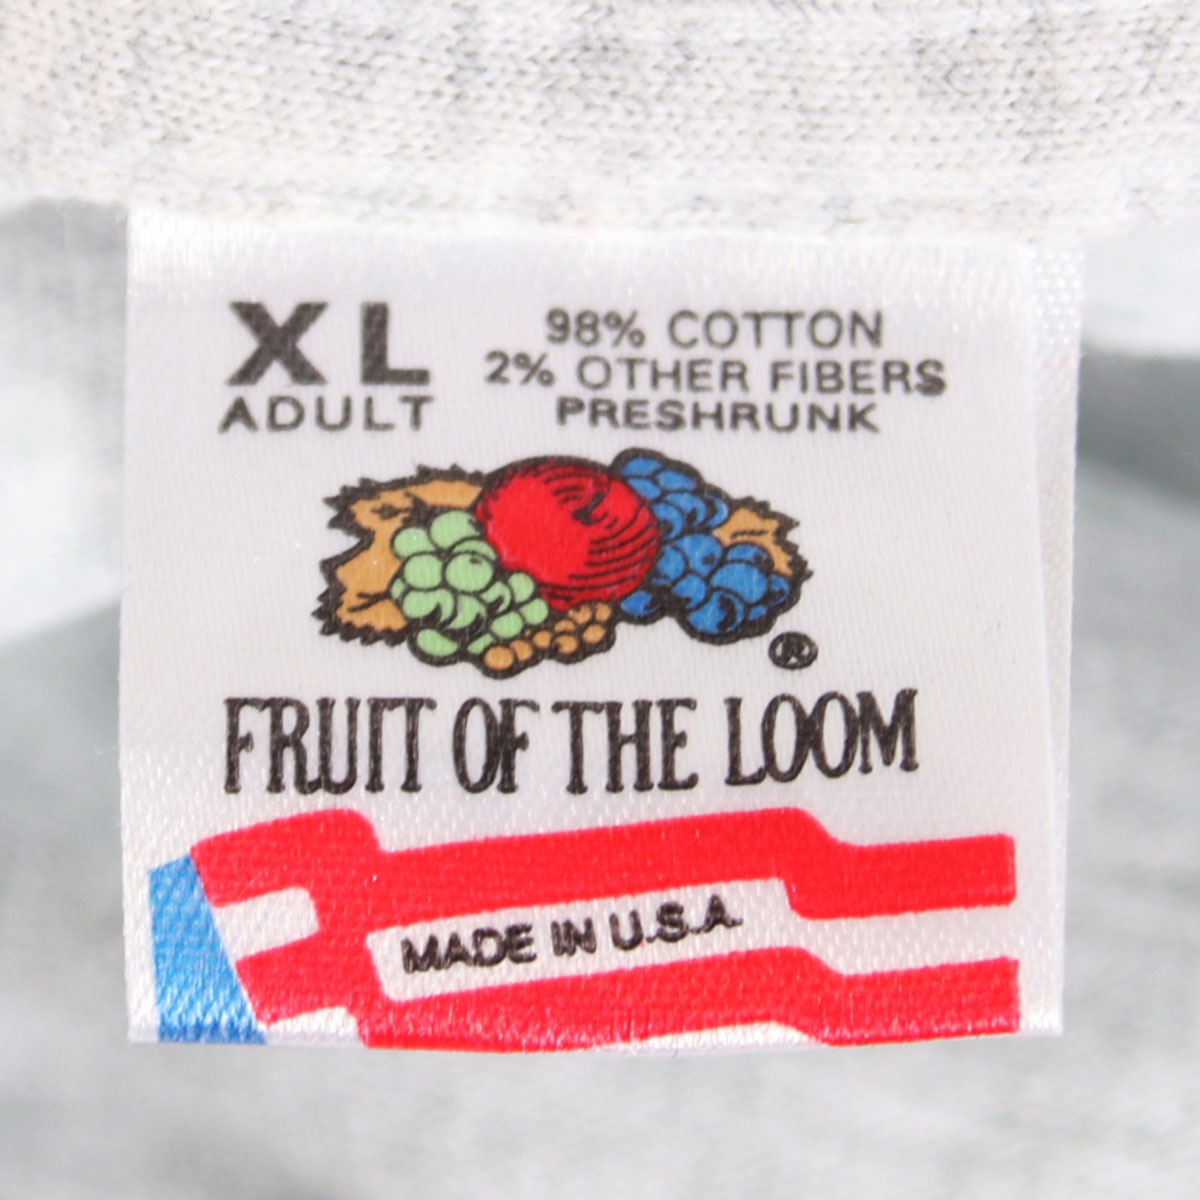 XL
ADULT
98% COTTON
2% OTHER FIBERS
PRESHRUNK
®
FRUIT OF THE LOOM
MADE IN U.S.A.